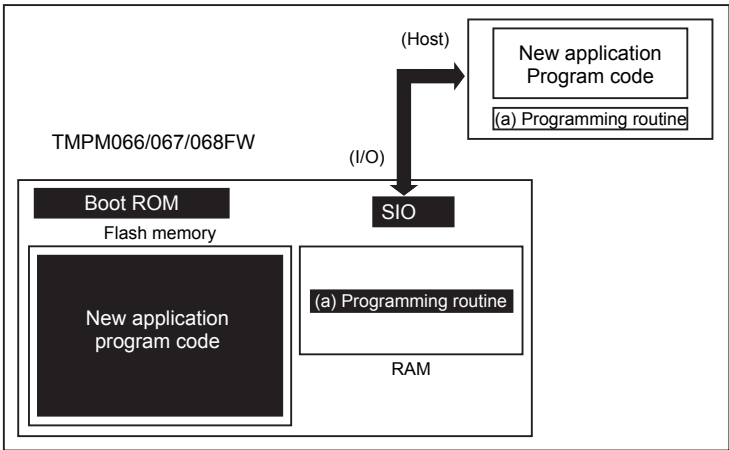 (Host)
New application
Program code
(a) Programming routine
TMPM066/067/068FW
(I/O)
Boot ROM
SIO
Flash memory
New application
program code
(a) Programming routine
RAM